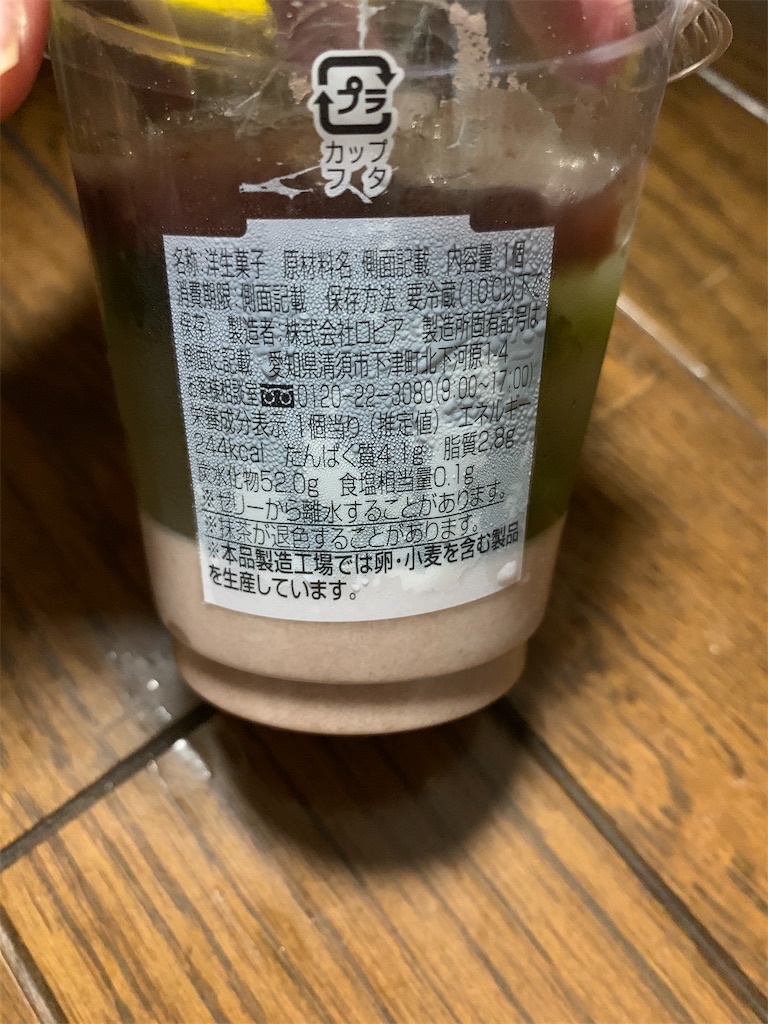 プラ
カップ
フタ
名称 洋生菓子 原材料名 側面記載 内容量 1個
消費期限 側面記載 保存方法 要冷蔵(10℃以下で
保存) 製造者 株式会社ロピア 製造所固有記号は
側面に記載 愛知県清須市下津町北下河原1-4
お客様相談室 0120-22-3080(9:00~17:00)
栄養成分表示 1個当り (推定値) エネルギー
244kcal たんぱく質4.1g 脂質2.8g
炭水化物52.0g 食塩相当量0.1g
※ゼリーから離水することがあります。
※抹茶が退色することがあります。
※本品製造工場では卵・小麦を含む製品
を生産しています。